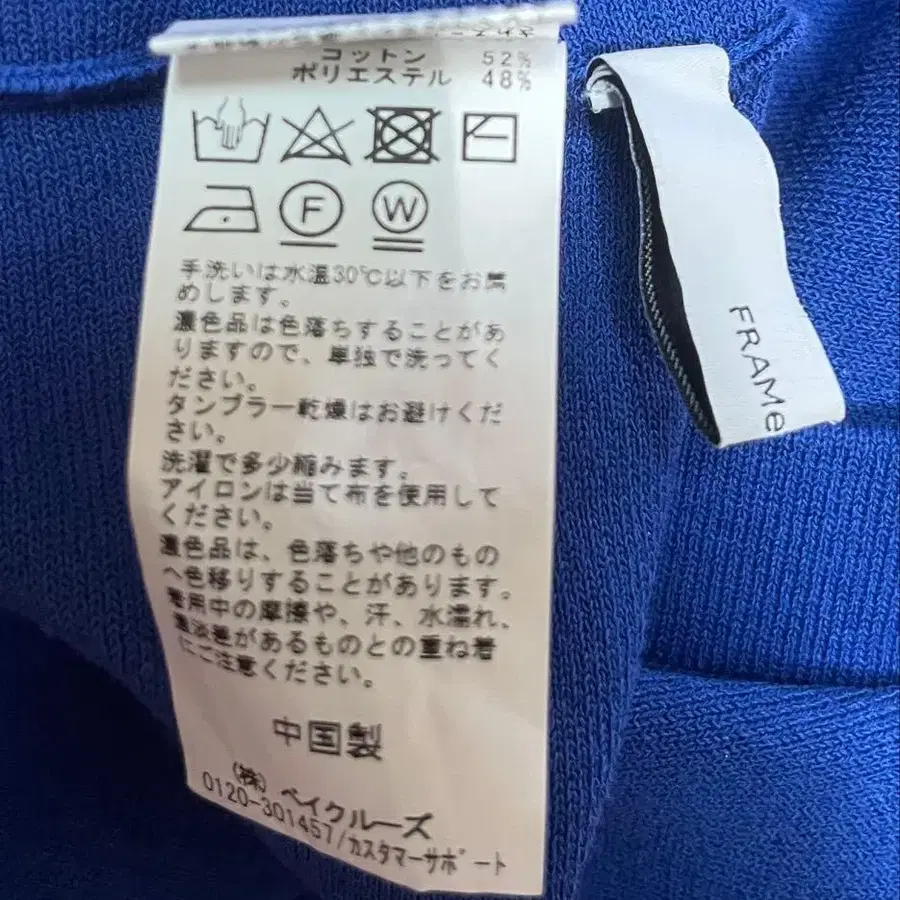 コットン 52%
ポリエステル 48%
F
W
手洗いは水温30℃以下をお薦
めします。
濃色品は色落ちすることがあ
りますので、単独で洗ってく
ださい。
タンブラー乾燥はお避けくだ
さい。
洗濯で多少縮みます。
アイロンは当て布を使用して
ください。
濃色品は、色落ちや他のもの
へ色移りすることがあります。
着用中の摩擦や、汗、水濡れ、
濃淡差があるものとの重ね着
にご注意ください。
中国製
(株)ベイクルーズ
0120-301457/カスタマーサポート
FRAMe